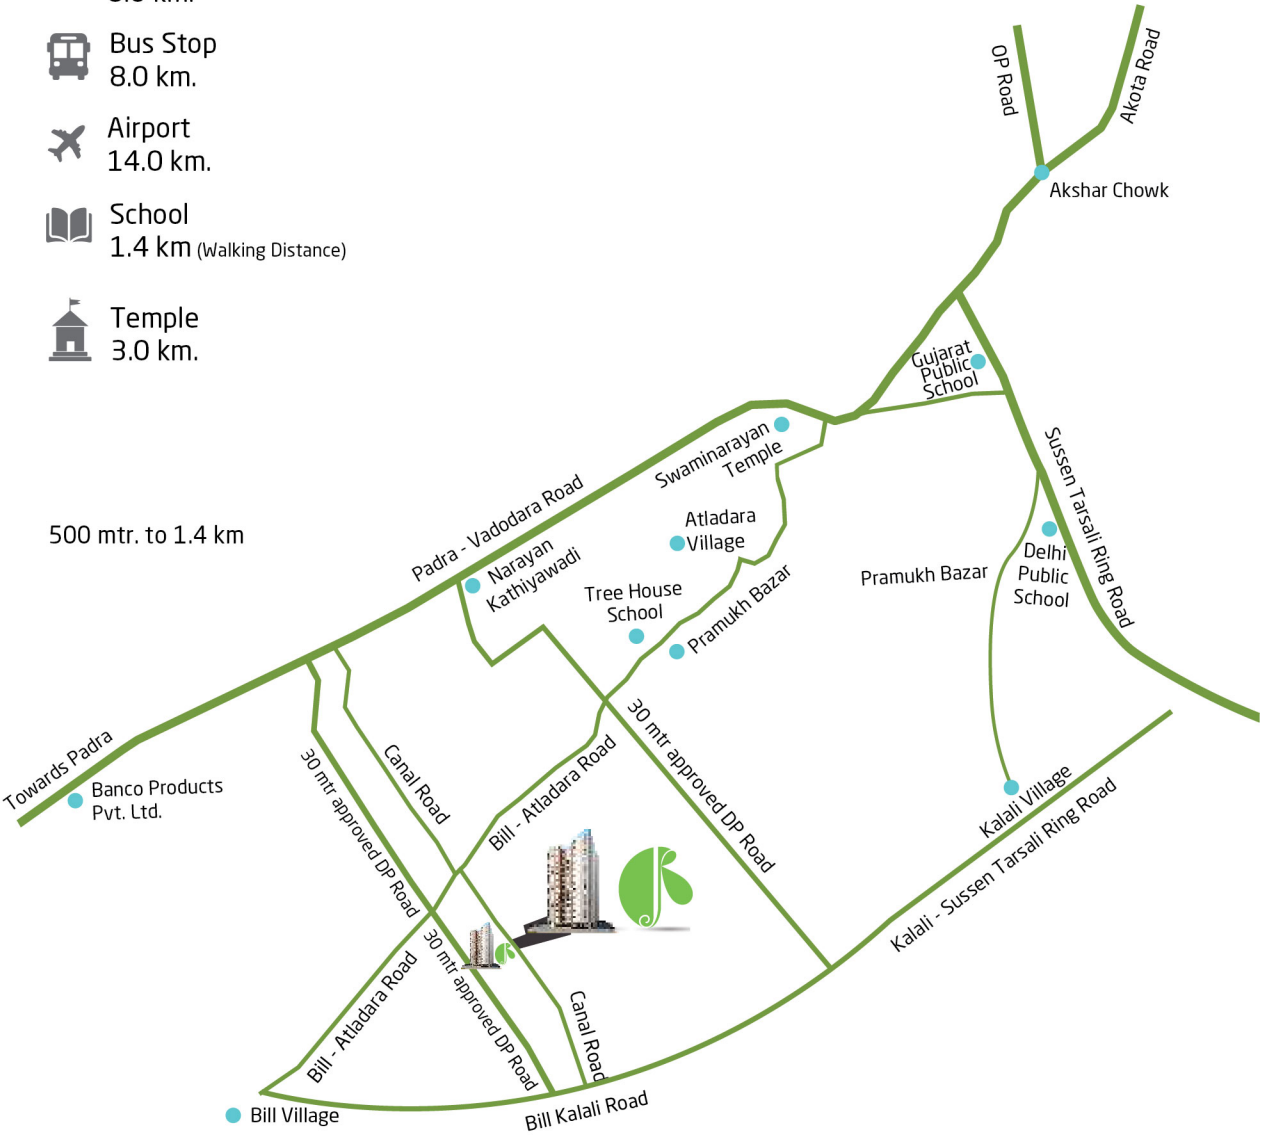 Bus Stop
8.0 km.
Airport
14.0 km.
School
1.4 km (Walking Distance)
Temple
3.0 km.
500 mtr. to 1.4 km
OP Road
Akota Road
Akshar Chowk
Gujarat
Public
School
Swaminarayan
Temple
Sussen Tarsali Ring Road
Padra - Vadodara Road
Atladara
Village
Narayan
Kathiyawadi
Tree House
School
Pramukh Bazar
Pramukh Bazar
Delhi
Public
School
Towards Padra
Banco Products
Pvt. Ltd.
30 mtr approved DP Road
Canal Road
Bill - Atladara Road
30 mtr approved DP Road
Kalali Village
Kalali - Sussen Tarsali Ring Road
30 mtr approved DP Road
Bill - Atladara Road
Canal Road
Bill Kalali Road
Bill Village